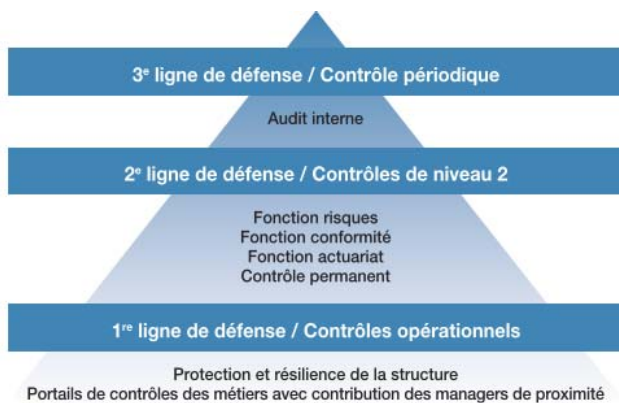 3e ligne de défense / Contrôle périodique
Audit interne
2e ligne de défense / Contrôles de niveau 2
Fonction risques
Fonction conformité
Fonction actuariat
Contrôle permanent
1re ligne de défense / Contrôles opérationnels
Protection et résilience de la structure
Portails de contrôles des métiers avec contribution des managers de proximité